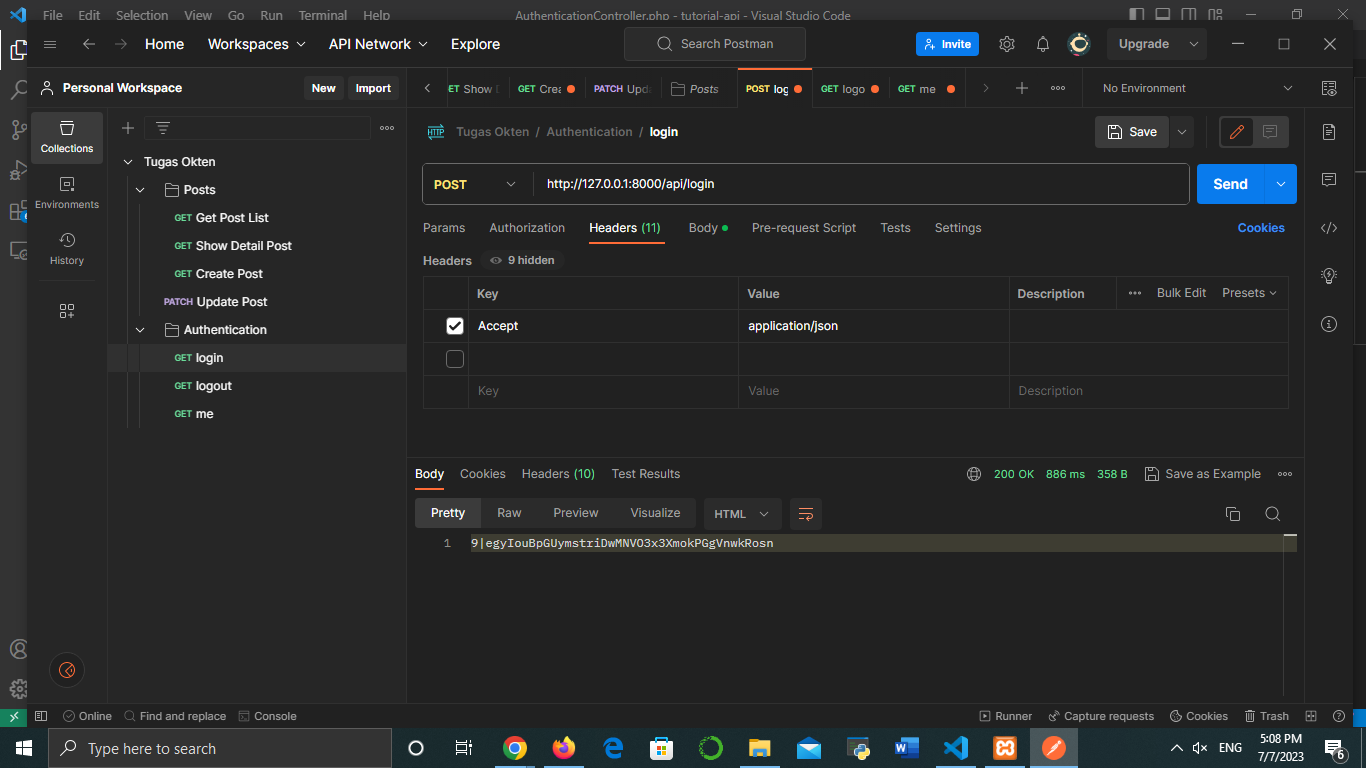 File Edit Selection View Go Run Terminal Help AuthenticationController.php - tutorial-api - Visual Studio Code
Home Workspaces API Network Explore Search Postman Invite Upgrade
Personal Workspace New Import
GET Show D GET Crea PATCH Upda Posts POST log GET logo GET me No Environment
Collections
Environments
History
Tugas Okten
Posts
GET Get Post List
GET Show Detail Post
GET Create Post
PATCH Update Post
Authentication
GET login
GET logout
GET me
HTTP Tugas Okten / Authentication / login Save
POST http://127.0.0.1:8000/api/login Send
Params Authorization Headers (11) Body Pre-request Script Tests Settings Cookies
Headers 9 hidden
Key Value Description Bulk Edit Presets
Accept application/json
Key Value Description
Body Cookies Headers (10) Test Results 200 OK 886 ms 358 B Save as Example
Pretty Raw Preview Visualize HTML
1 9|egyIouBpGUymstriDwMNVO3x3XmokPGgVnwkRosn
Online Find and replace Console Runner Capture requests Cookies Trash
Type here to search ENG 5:08 PM
7/7/2023
6